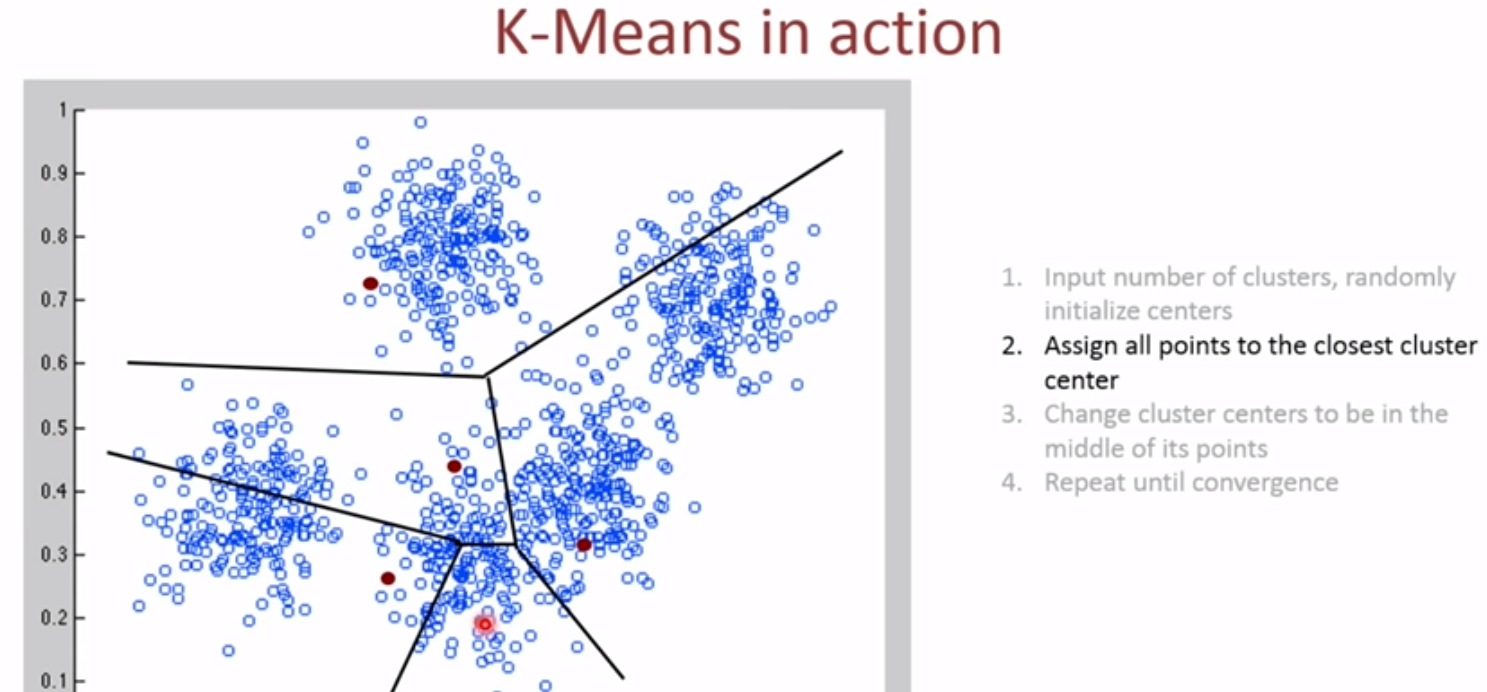 K-Means in action
1
0.9
0.8
0.7
0.6
0.5
0.4
0.3
0.2
0.1
1. Input number of clusters, randomly
initialize centers
2. Assign all points to the closest cluster
center
3. Change cluster centers to be in the
middle of its points
4. Repeat until convergence